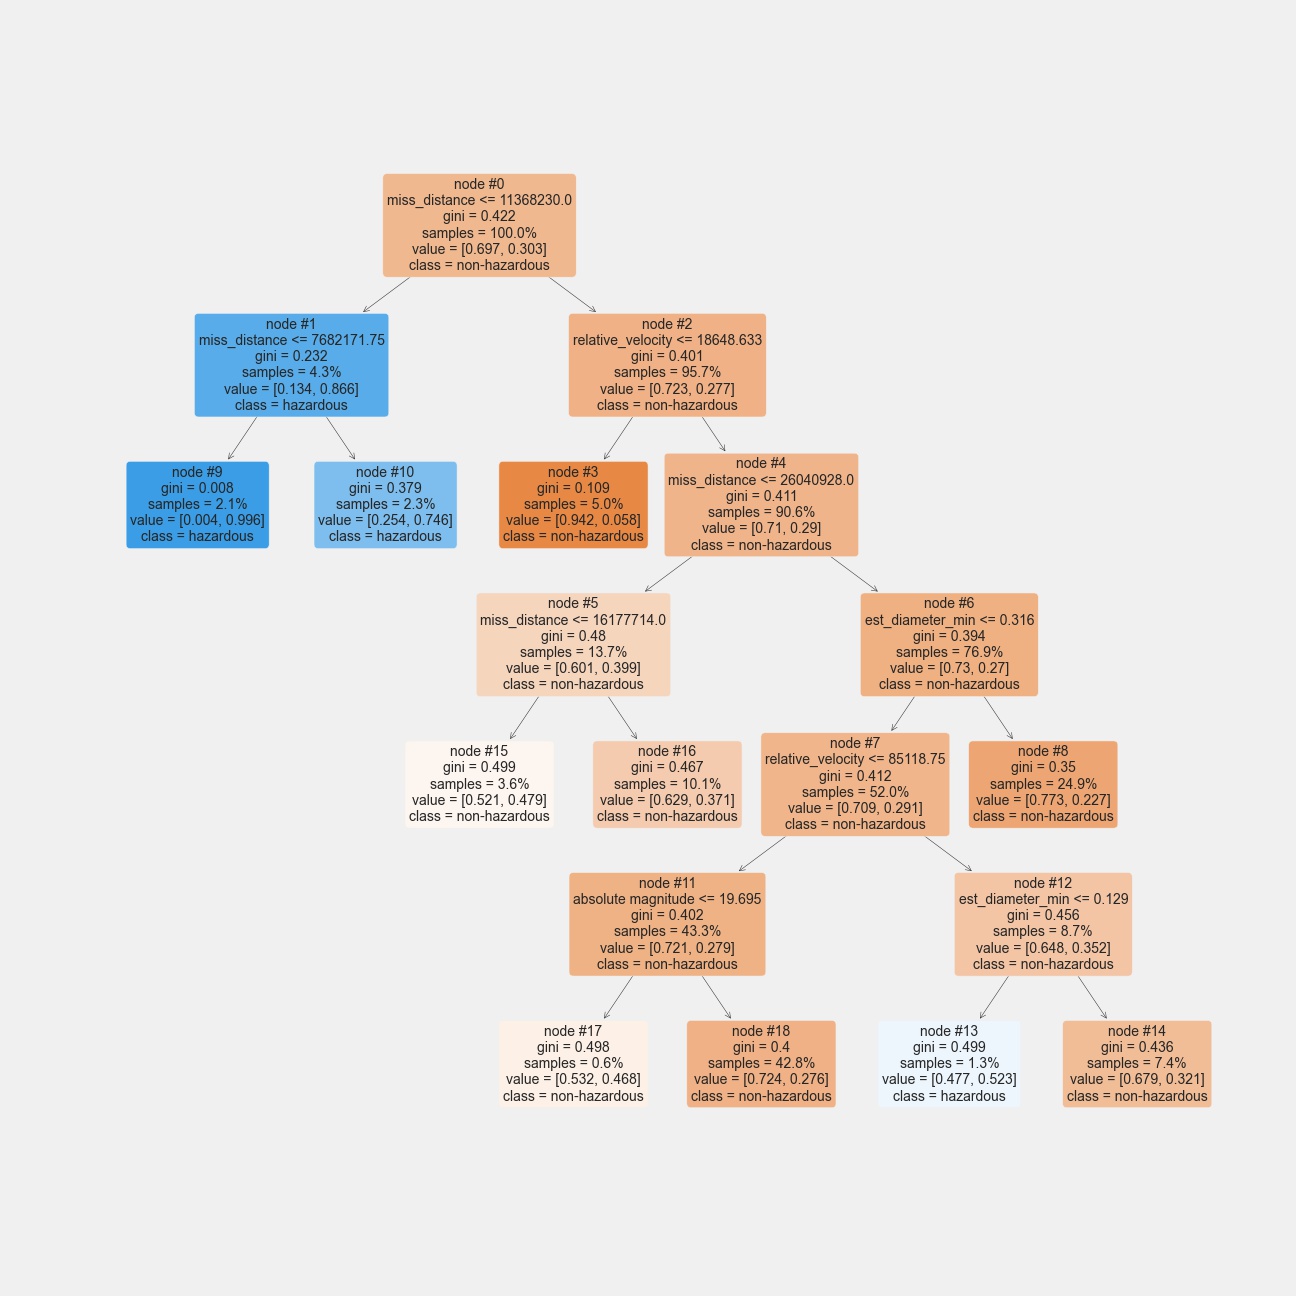 node #0
miss_distance <= 11368230.0
gini = 0.422
samples = 100.0%
value = [0.697, 0.303]
class = non-hazardous
node #1
miss_distance <= 7682171.75
gini = 0.232
samples = 4.3%
value = [0.134, 0.866]
class = hazardous
node #2
relative_velocity <= 18648.633
gini = 0.401
samples = 95.7%
value = [0.723, 0.277]
class = non-hazardous
node #9
gini = 0.008
samples = 2.1%
value = [0.004, 0.996]
class = hazardous
node #10
gini = 0.379
samples = 2.3%
value = [0.254, 0.746]
class = hazardous
node #3
gini = 0.109
samples = 5.0%
value = [0.942, 0.058]
class = non-hazardous
node #4
miss_distance <= 26040928.0
gini = 0.411
samples = 90.6%
value = [0.71, 0.29]
class = non-hazardous
node #5
miss_distance <= 16177714.0
gini = 0.48
samples = 13.7%
value = [0.601, 0.399]
class = non-hazardous
node #6
est_diameter_min <= 0.316
gini = 0.394
samples = 76.9%
value = [0.73, 0.27]
class = non-hazardous
node #15
gini = 0.499
samples = 3.6%
value = [0.521, 0.479]
class = non-hazardous
node #16
gini = 0.467
samples = 10.1%
value = [0.629, 0.371]
class = non-hazardous
node #7
relative_velocity <= 85118.75
gini = 0.412
samples = 52.0%
value = [0.709, 0.291]
class = non-hazardous
node #8
gini = 0.35
samples = 24.9%
value = [0.773, 0.227]
class = non-hazardous
node #11
absolute magnitude <= 19.695
gini = 0.402
samples = 43.3%
value = [0.721, 0.279]
class = non-hazardous
node #12
est_diameter_min <= 0.129
gini = 0.456
samples = 8.7%
value = [0.648, 0.352]
class = non-hazardous
node #17
gini = 0.498
samples = 0.6%
value = [0.532, 0.468]
class = non-hazardous
node #18
gini = 0.4
samples = 42.8%
value = [0.724, 0.276]
class = non-hazardous
node #13
gini = 0.499
samples = 1.3%
value = [0.477, 0.523]
class = hazardous
node #14
gini = 0.436
samples = 7.4%
value = [0.679, 0.321]
class = non-hazardous